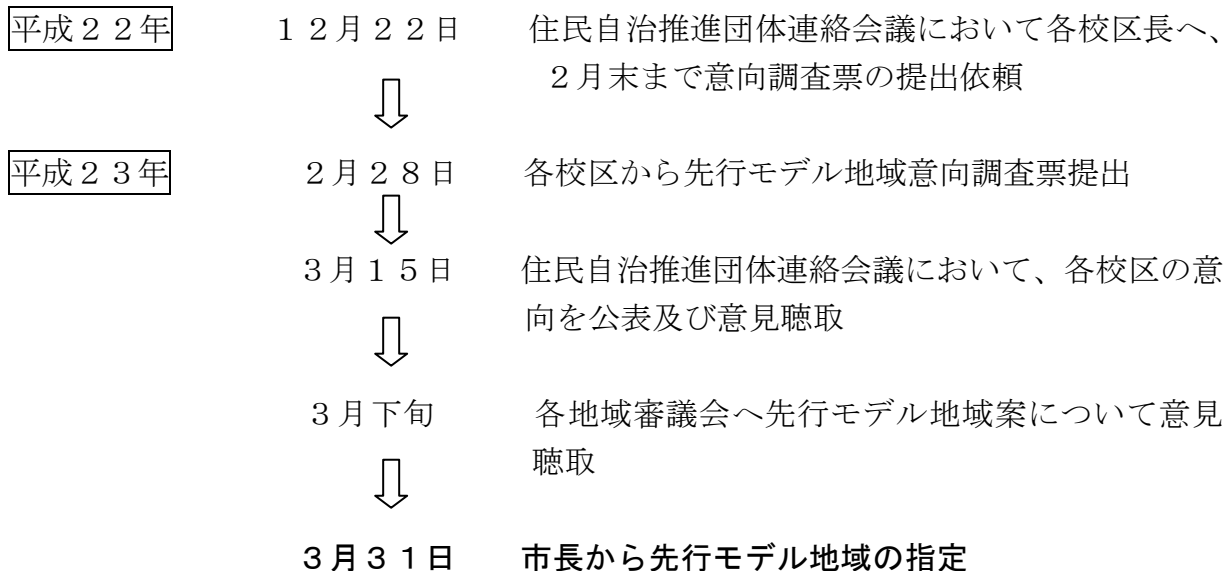 平成２２年 １２月２２日 住民自治推進団体連絡会議において各校区長へ、
２月末まで意向調査票の提出依頼
平成２３年 ２月２８日 各校区から先行モデル地域意向調査票提出
３月１５日 住民自治推進団体連絡会議において、各校区の意
向を公表及び意見聴取
３月下旬 各地域審議会へ先行モデル地域案について意見
聴取
３月３１日 市長から先行モデル地域の指定